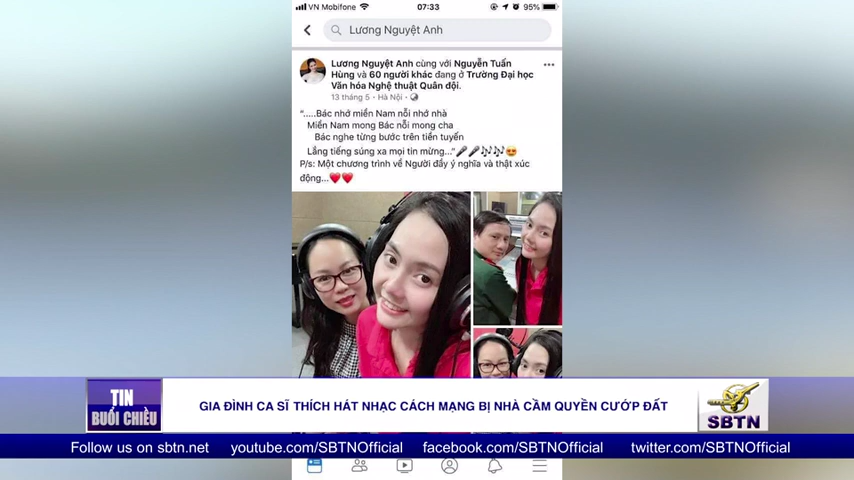 VN Mobifone 07:33 95%
Lương Nguyệt Anh
Lương Nguyệt Anh cùng với Nguyễn Tuấn
Hùng và 60 người khác đang ở Trường Đại học
Văn hóa Nghệ thuật Quân đội.
13 tháng 5 · Hà Nội ·
“.....Bác nhớ miền Nam nỗi nhớ nhà
Miền Nam mong Bác nỗi mong cha
Bác nghe từng bước trên tiền tuyến
Lắng tiếng súng xa mọi tin mừng...”🎤🎤🎶🎶😍
P/s: Một chương trình về Người đầy ý nghĩa và thật xúc
động...❤️❤️
TIN
BUỔI CHIỀU
GIA ĐÌNH CA SĨ THÍCH HÁT NHẠC CÁCH MẠNG BỊ NHÀ CẦM QUYỀN CƯỚP ĐẤT
SBTN
Follow us on sbtn.net youtube.com/SBTNOfficial facebook.com/SBTNOfficial twitter.com/SBTNOfficial